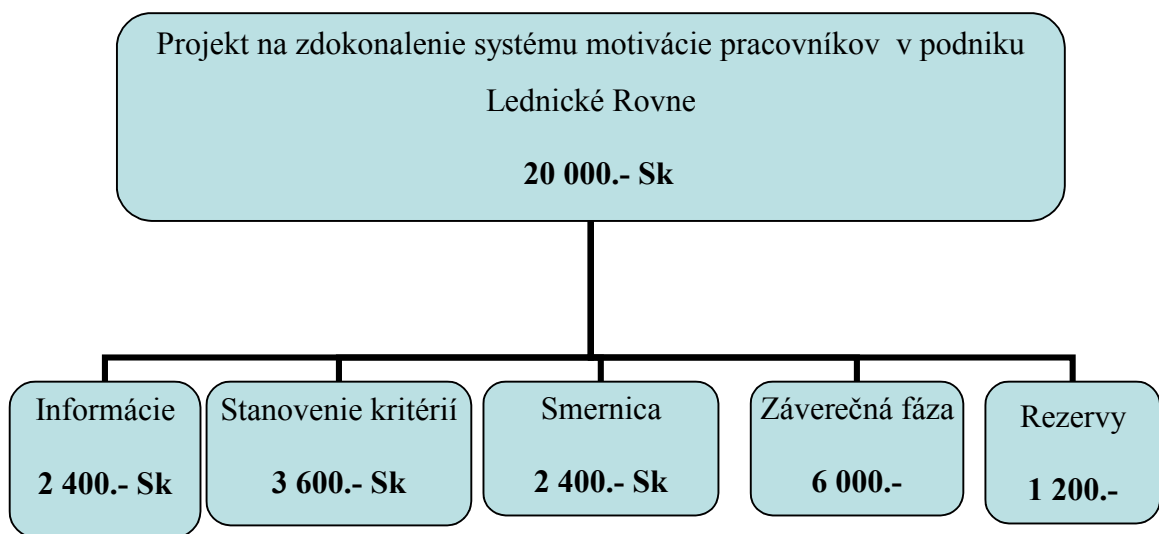 Projekt na zdokonalenie systému motivácie pracovníkov v podniku
Lednické Rovne
20 000.- Sk
Informácie
2 400.- Sk
Stanovenie kritérií
3 600.- Sk
Smernica
2 400.- Sk
Záverečná fáza
6 000.-
Rezervy
1 200.-